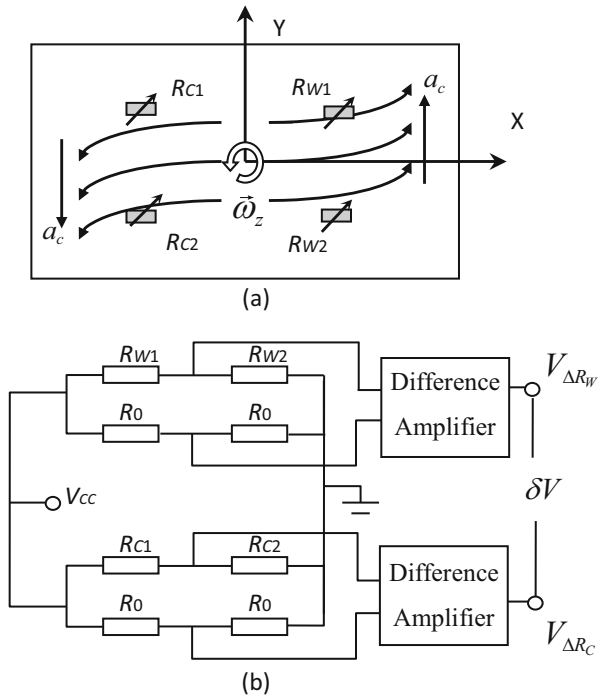 Y
RC1
RW1
ac
X
ac
RC2
ω⃗z
RW2
(a)
RW1
RW2
R0
R0
Difference
Amplifier
VΔRW
VCC
δV
RC1
RC2
R0
R0
Difference
Amplifier
VΔRC
(b)